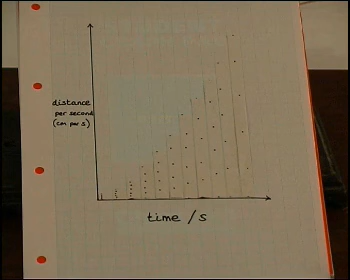 distance
per second
(cm per s)
time /s